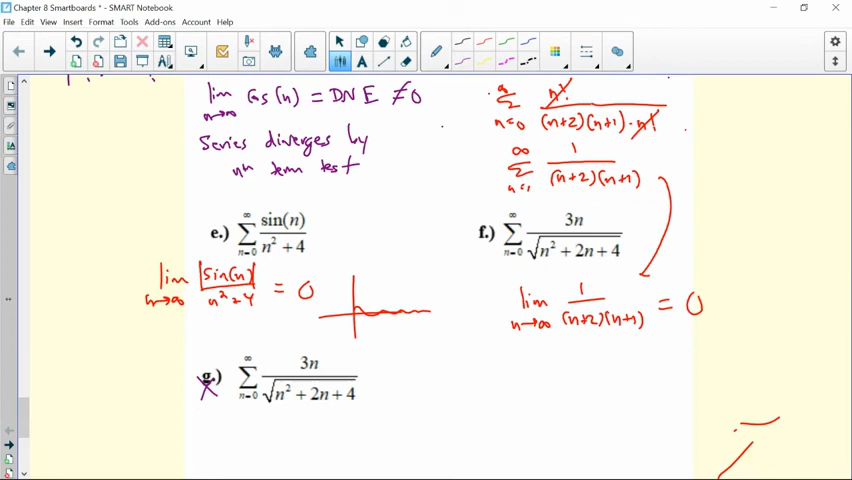 Chapter 8 Smartboards * - SMART Notebook
File Edit View Insert Format Tools Add-ons Account Help
lim cos(n) = DNE ≠ 0
n→∞
Series diverges by
nth term test
∞
Σ n! / (n+2)(n+1)·n!
n=0
∞
Σ 1 / (n+2)(n+1)
e.) ∞ Σ n=0 sin(n) / n² + 4
lim |sin(n)| / n²+4 = 0
n→∞
f.) ∞ Σ n=0 3n / √n² + 2n + 4
lim 1 / (n+2)(n+1) = 0
n→∞
g.) ∞ Σ n=0 3n / √n² + 2n + 4